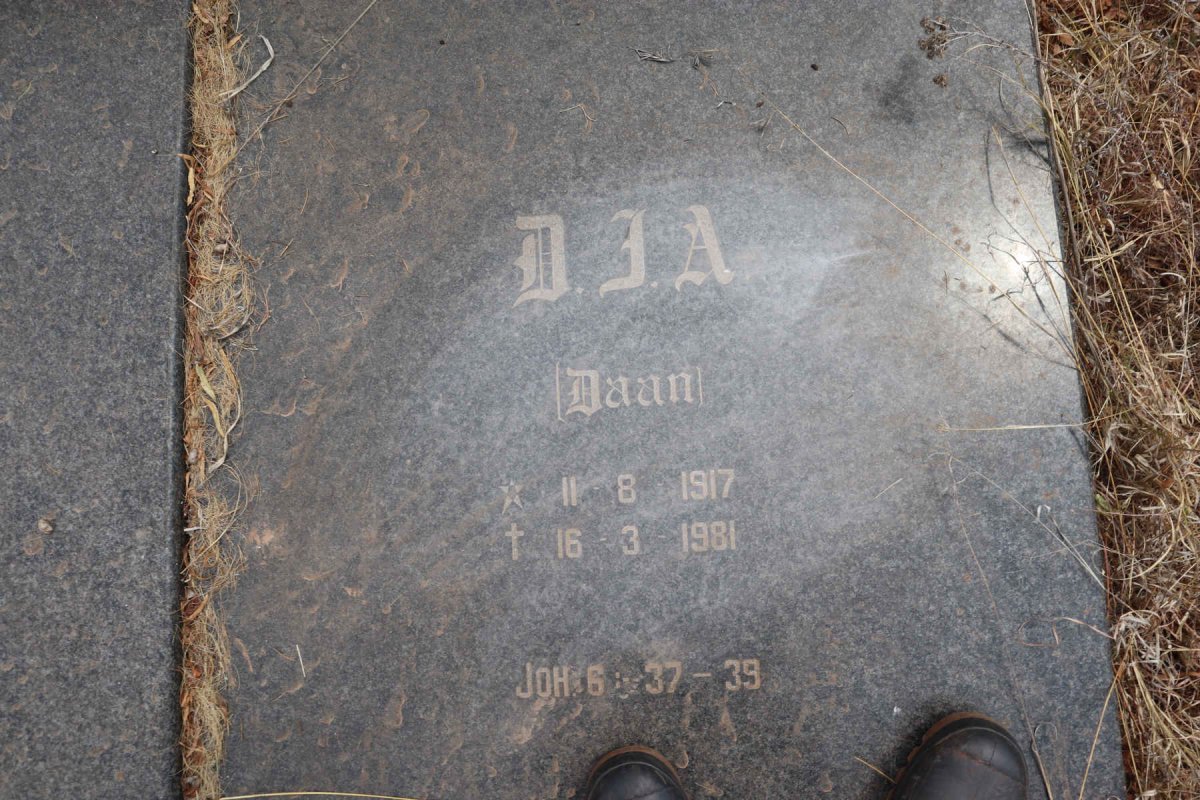 D.J.A.
[Daan]
☆ 11 8 1917
† 16 - 3 - 1981
JOH 6 : 37 - 39